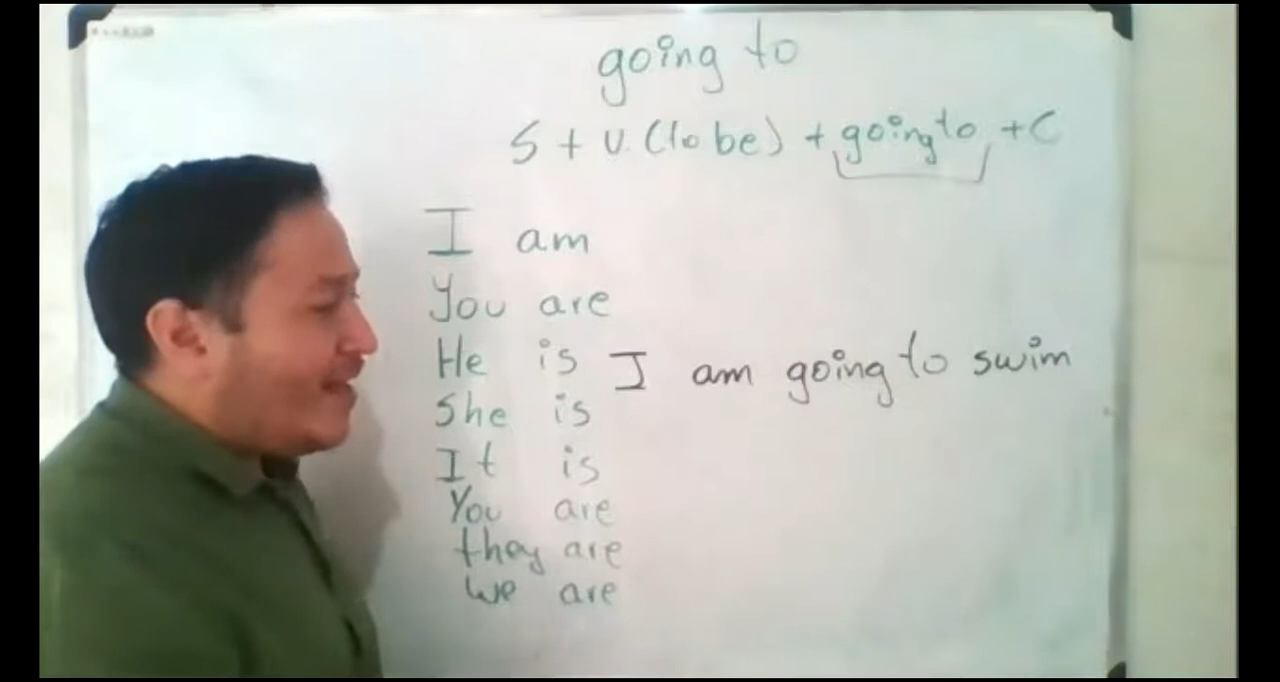 going to
S + V. (to be) + going to + C
I am
You are
He is
I am going to swim
She is
It is
You are
they are
we are